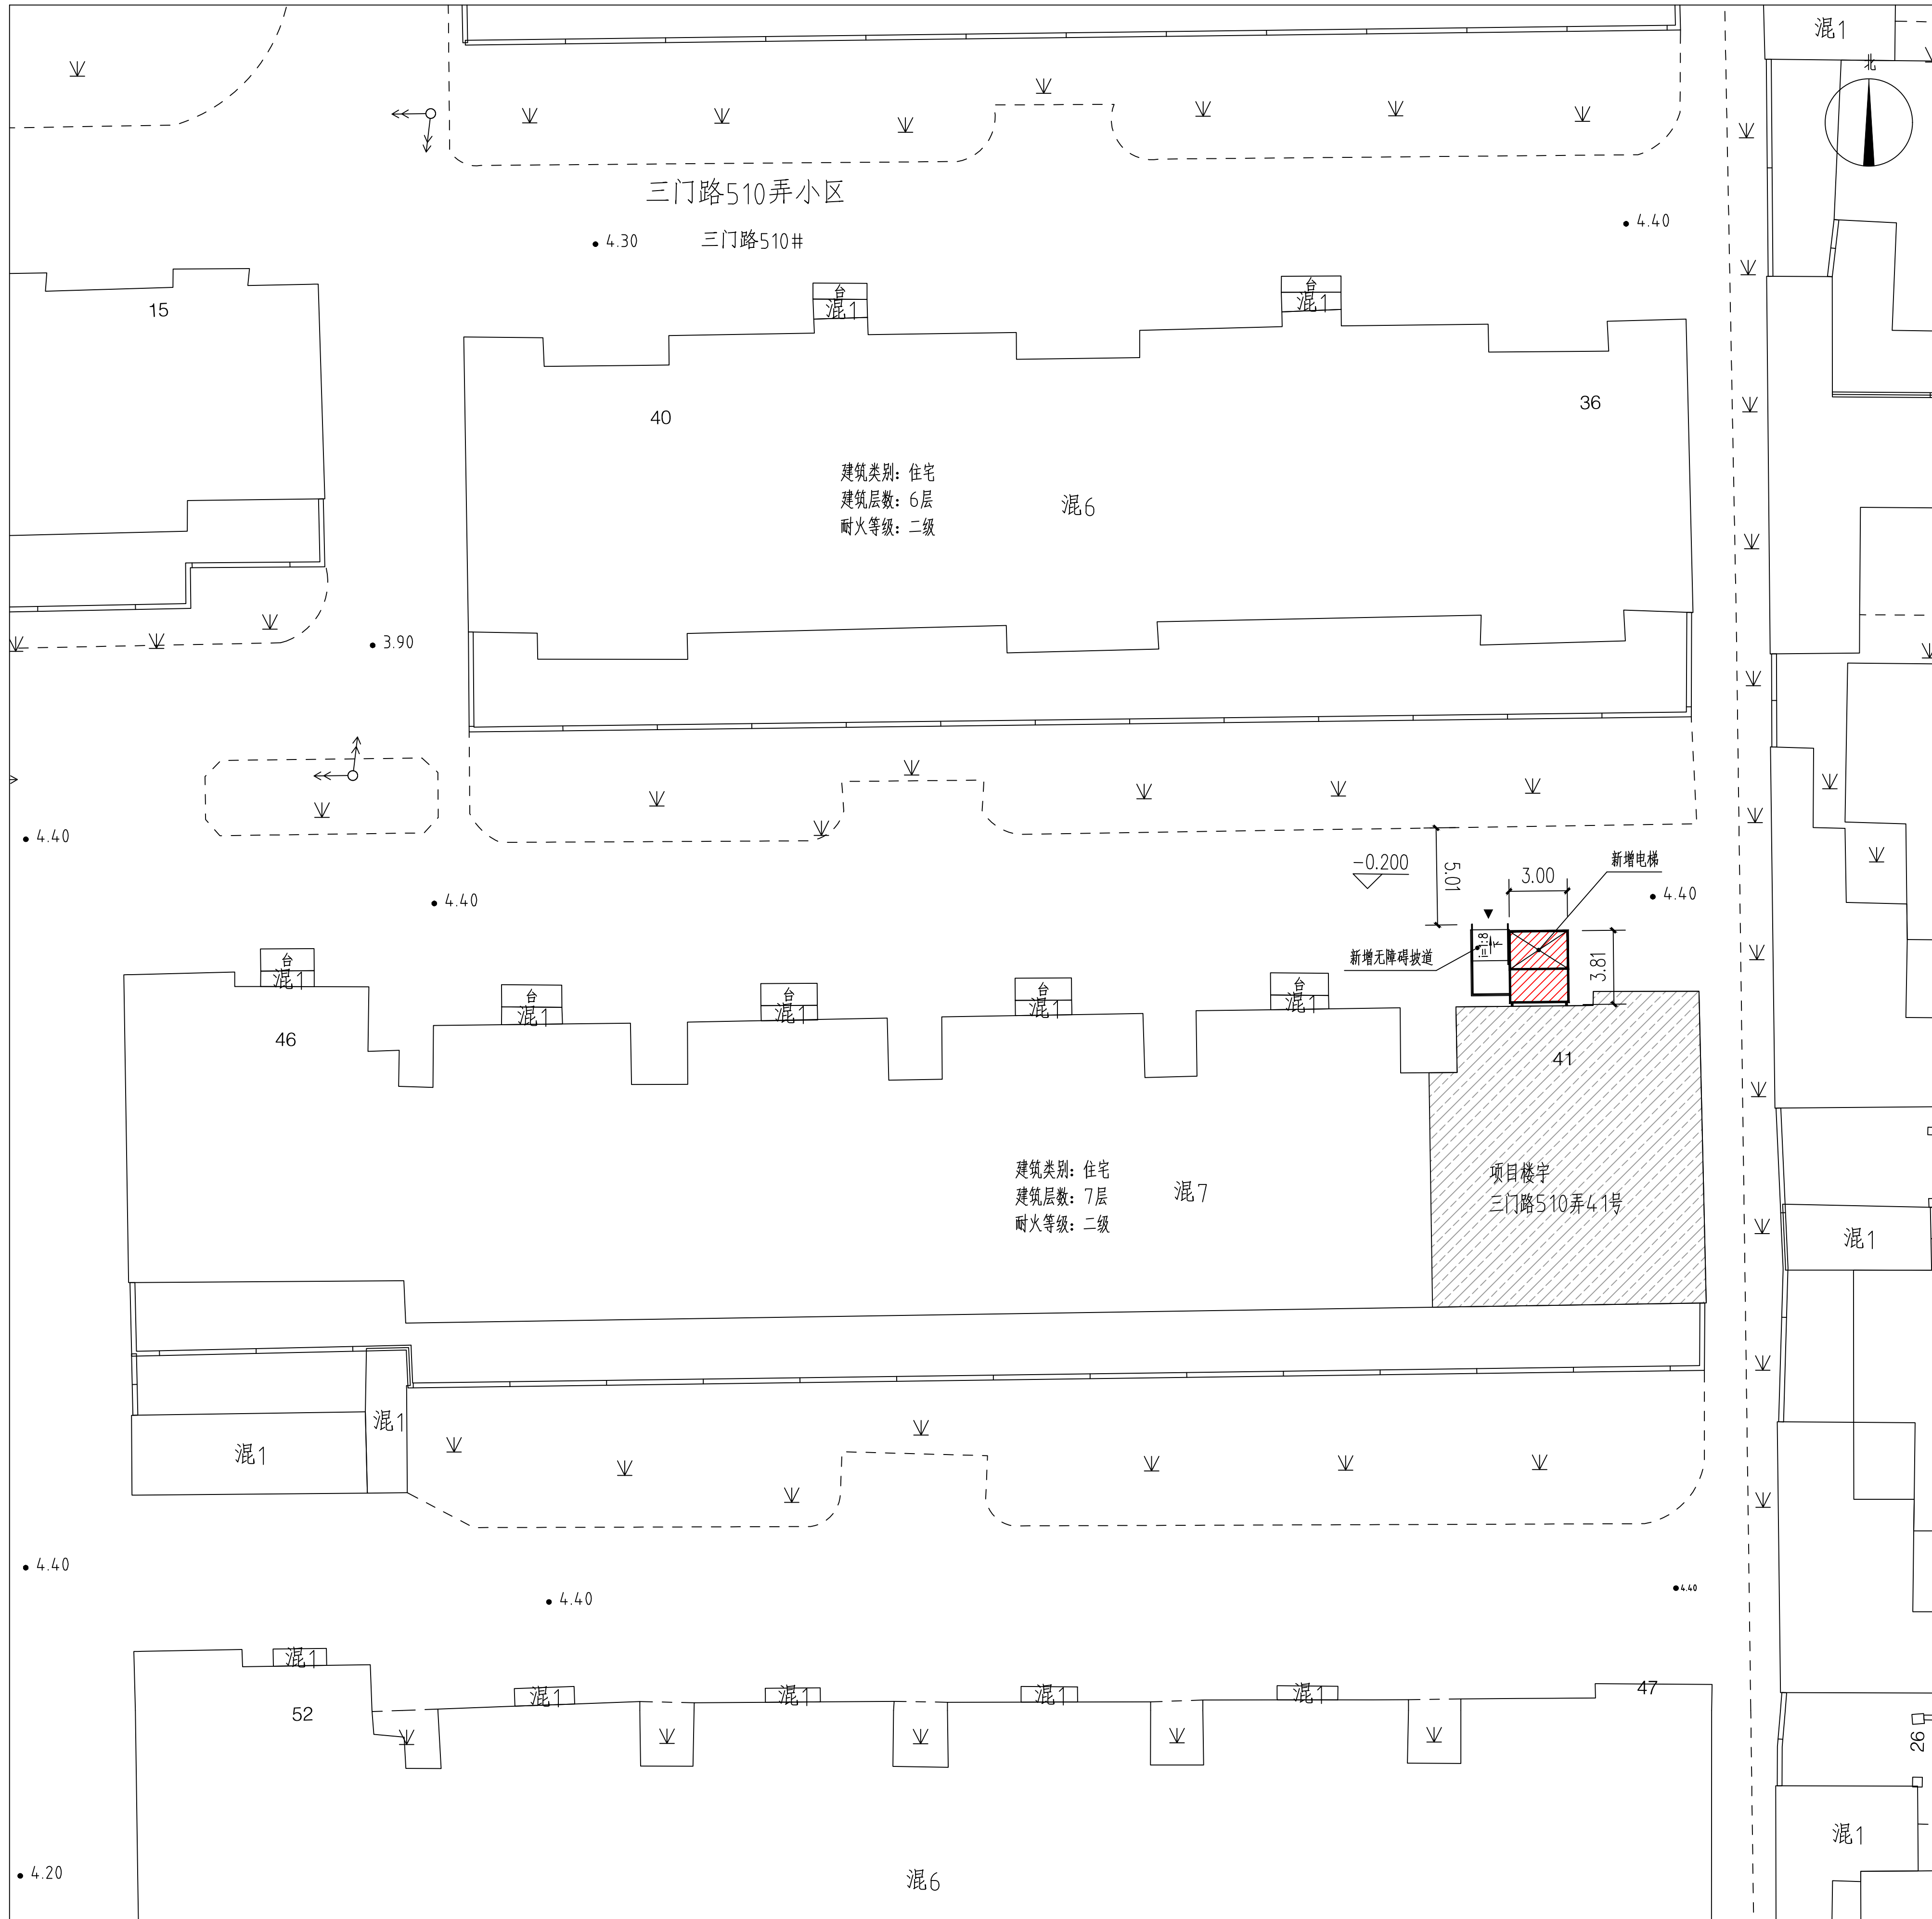 混1
北
三门路510弄小区
4.30
三门路510#
4.40
15
台
混1
台
混1
40
36
建筑类别：住宅
建筑层数：6层
耐火等级：二级
混6
3.90
4.40
4.40
-0.200
5.01
3.00
新增电梯
4.40
新增无障碍坡道
i=1:8
下
3.81
台
混1
台
混1
台
混1
台
混1
台
混1
46
41
建筑类别：住宅
建筑层数：7层
耐火等级：二级
混7
项目楼宇
三门路510弄41号
混1
混1
混1
4.40
4.40
4.40
混1
52
混1
混1
混1
混1
47
26
混1
4.20
混6